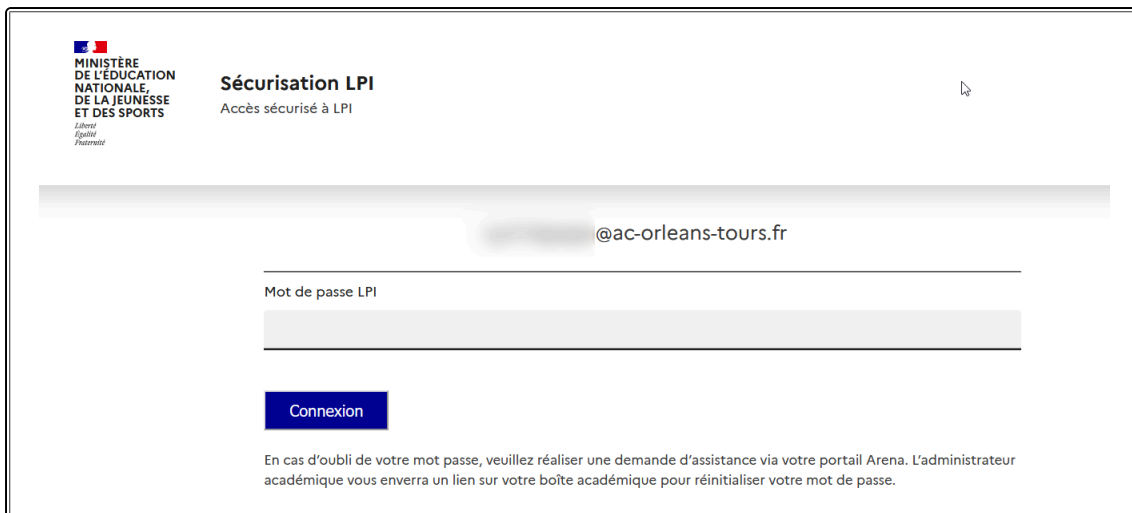 MINISTÈRE
DE L'ÉDUCATION
NATIONALE,
DE LA JEUNESSE
ET DES SPORTS
Liberté
Égalité
Fraternité
Sécurisation LPI
Accès sécurisé à LPI
@ac-orleans-tours.fr
Mot de passe LPI
Connexion
En cas d'oubli de votre mot passe, veuillez réaliser une demande d'assistance via votre portail Arena. L'administrateur
académique vous enverra un lien sur votre boîte académique pour réinitialiser votre mot de passe.